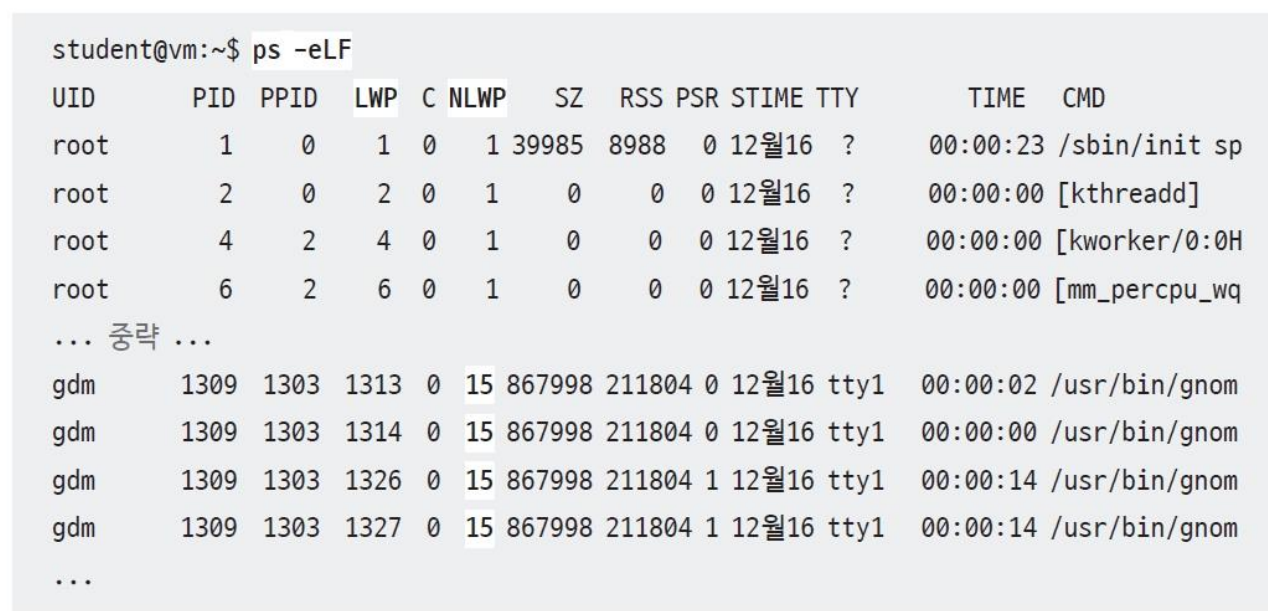 student@vm:~$ ps -eLF
UID PID PPID LWP C NLWP SZ RSS PSR STIME TTY TIME CMD
root 1 0 1 0 1 39985 8988 0 12월16 ? 00:00:23 /sbin/init sp
root 2 0 2 0 1 0 0 0 12월16 ? 00:00:00 [kthreadd]
root 4 2 4 0 1 0 0 0 12월16 ? 00:00:00 [kworker/0:0H
root 6 2 6 0 1 0 0 0 12월16 ? 00:00:00 [mm_percpu_wq
... 중략 ...
gdm 1309 1303 1313 0 15 867998 211804 0 12월16 tty1 00:00:02 /usr/bin/gnom
gdm 1309 1303 1314 0 15 867998 211804 0 12월16 tty1 00:00:00 /usr/bin/gnom
gdm 1309 1303 1326 0 15 867998 211804 1 12월16 tty1 00:00:14 /usr/bin/gnom
gdm 1309 1303 1327 0 15 867998 211804 1 12월16 tty1 00:00:14 /usr/bin/gnom
...